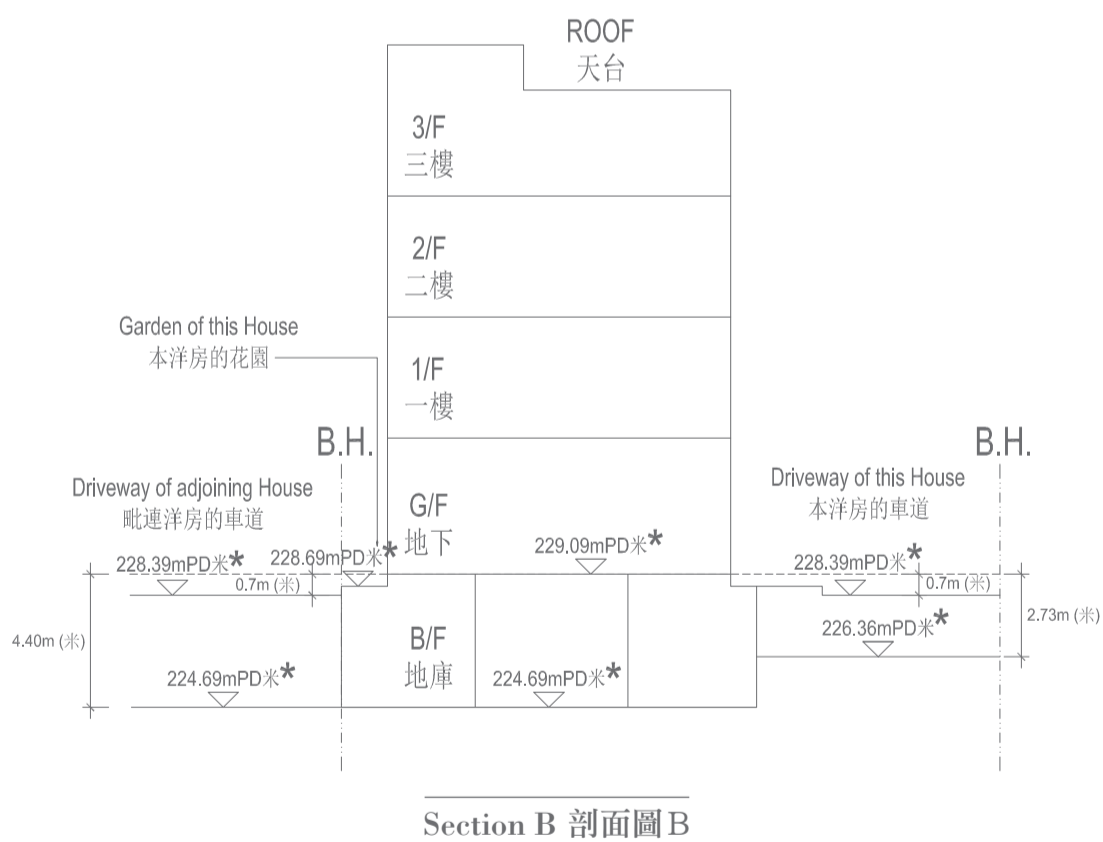 ROOF
天台
3/F
三樓
2/F
二樓
Garden of this House
本洋房的花園
1/F
一樓
B.H.
B.H.
Driveway of adjoining House
毗連洋房的車道
G/F
地下
Driveway of this House
本洋房的車道
228.39mPD米*
228.69mPD米*
229.09mPD米*
228.39mPD米*
0.7m (米)
0.7m (米)
4.40m (米)
2.73m (米)
B/F
地庫
226.36mPD米*
224.69mPD米*
224.69mPD米*
Section B 剖面圖B